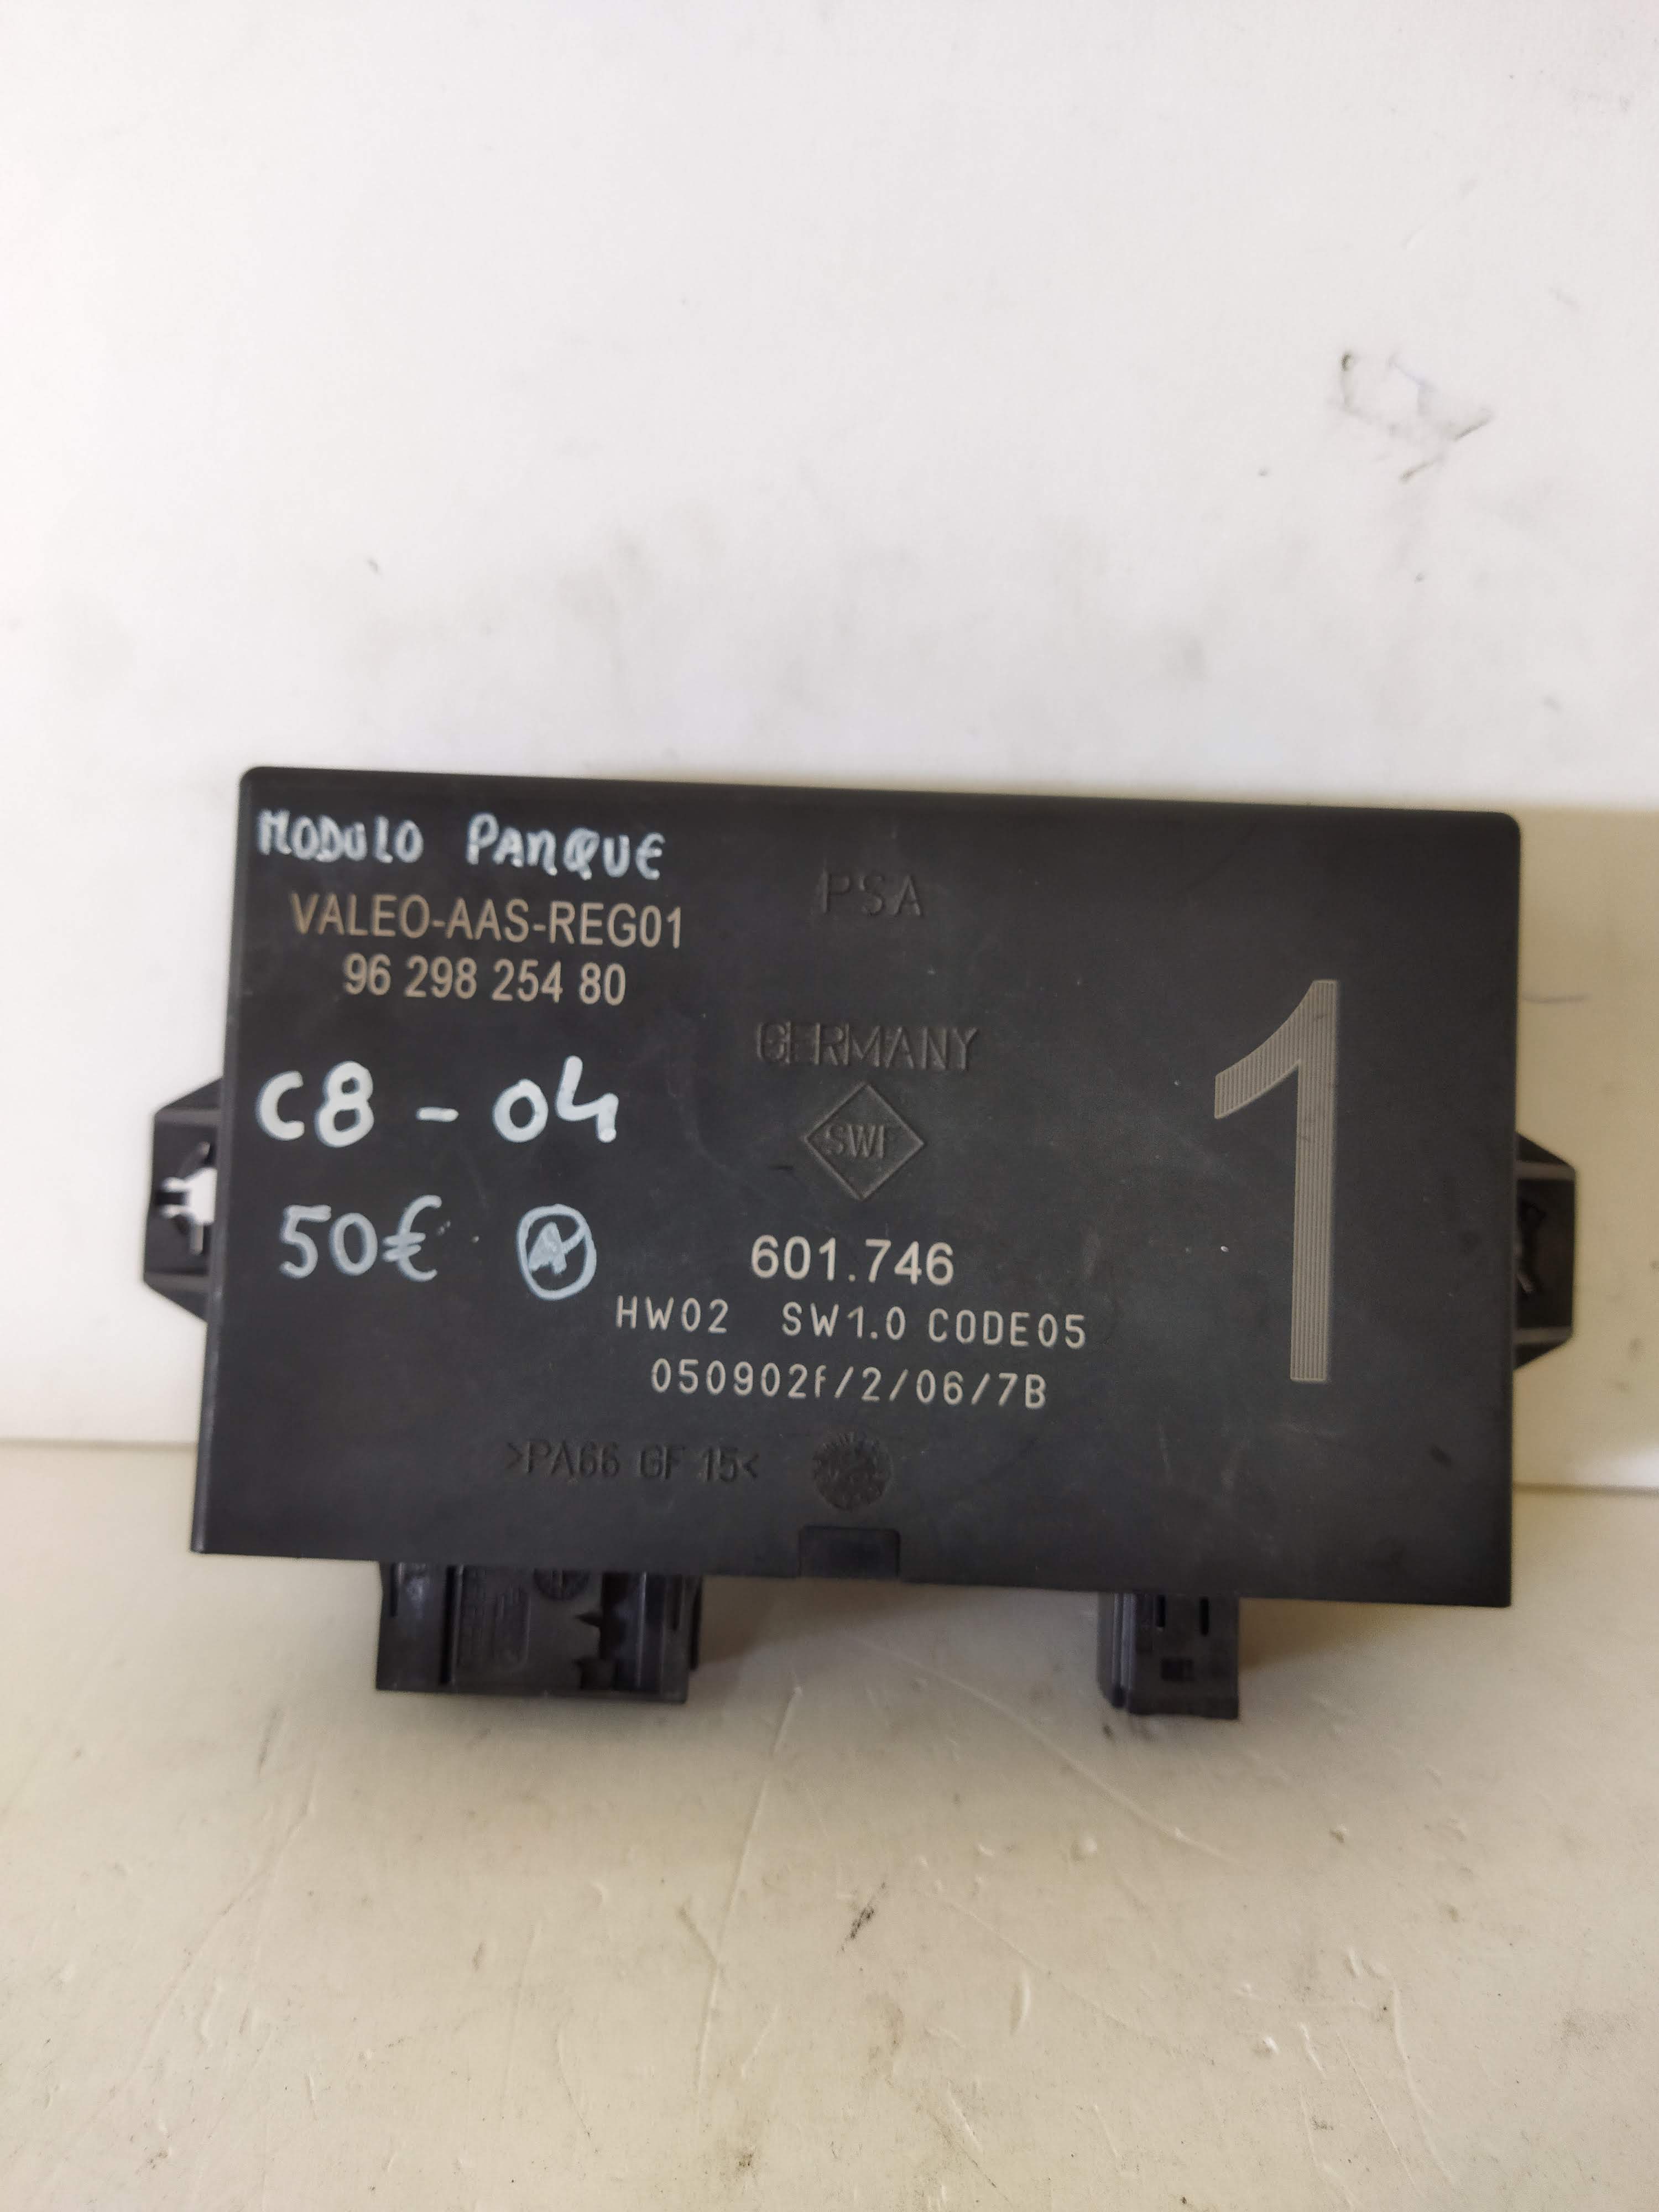 MODULO PARQUE
VALEO-AAS-REG01
96 298 254 80
PSA
GERMANY
SWF
C8 - 04
50€ A
1
601.746
HW02 SW1.0 CODE05
050902f/2/06/7B
>PA66 GF 15<